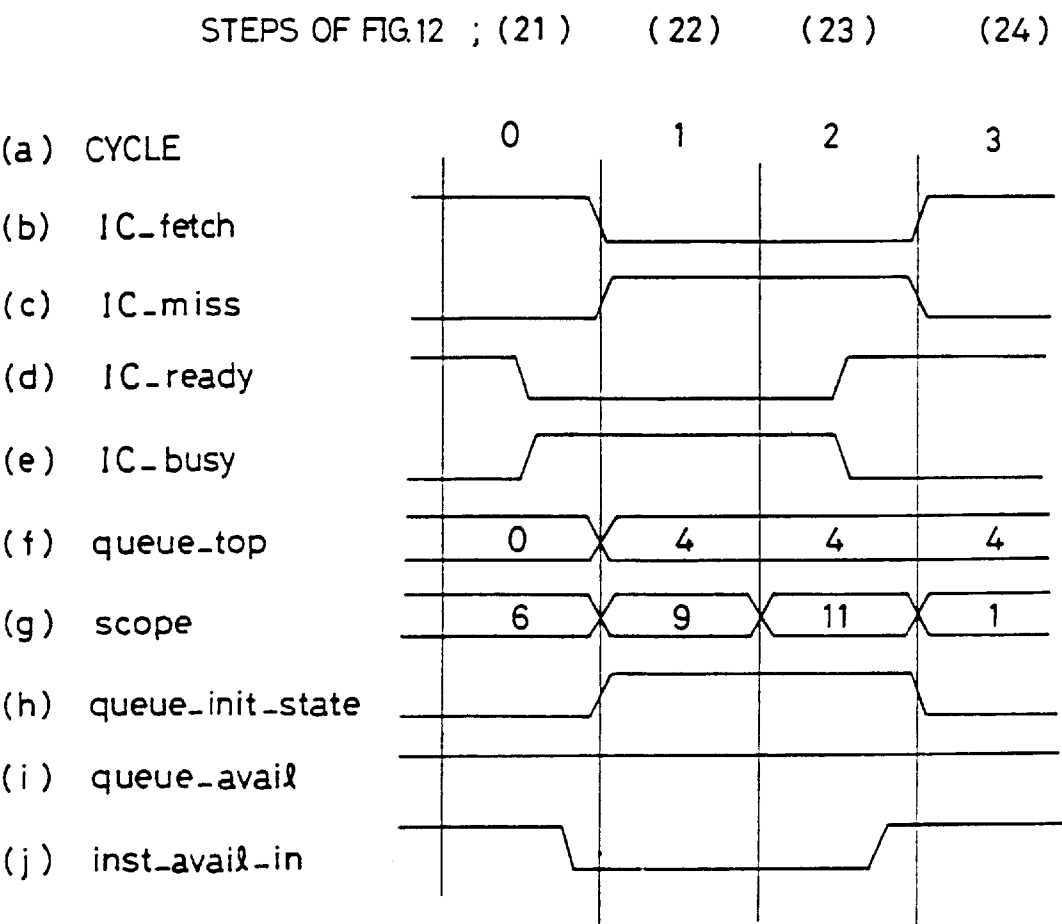 STEPS OF FIG.12 ; (21) (22) (23) (24)
(a) CYCLE 0 1 2 3
(b) IC_fetch
(c) IC_miss
(d) IC_ready
(e) IC_busy
(f) queue_top 0 4 4 4
(g) scope 6 9 11 1
(h) queue_init_state
(i) queue_avail
(j) inst_avail_in